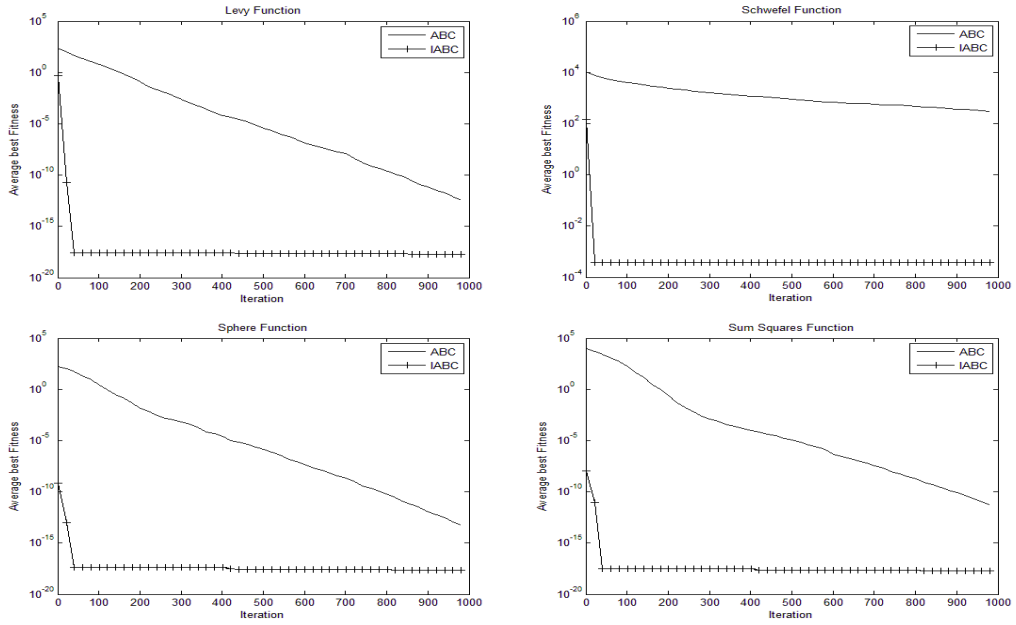 Levy Function
10^5
10^0
10^-5
10^-10
10^-15
10^-20
Average best Fitness
0 100 200 300 400 500 600 700 800 900 1000
Iteration
ABC
IABC
Schwefel Function
10^6
10^4
10^2
10^0
10^-2
10^-4
Average best Fitness
0 100 200 300 400 500 600 700 800 900 1000
Iteration
ABC
IABC
Sphere Function
10^5
10^0
10^-5
10^-10
10^-15
10^-20
Average best Fitness
0 100 200 300 400 500 600 700 800 900 1000
Iteration
ABC
IABC
Sum Squares Function
10^5
10^0
10^-5
10^-10
10^-15
10^-20
Average best Fitness
0 100 200 300 400 500 600 700 800 900 1000
Iteration
ABC
IABC